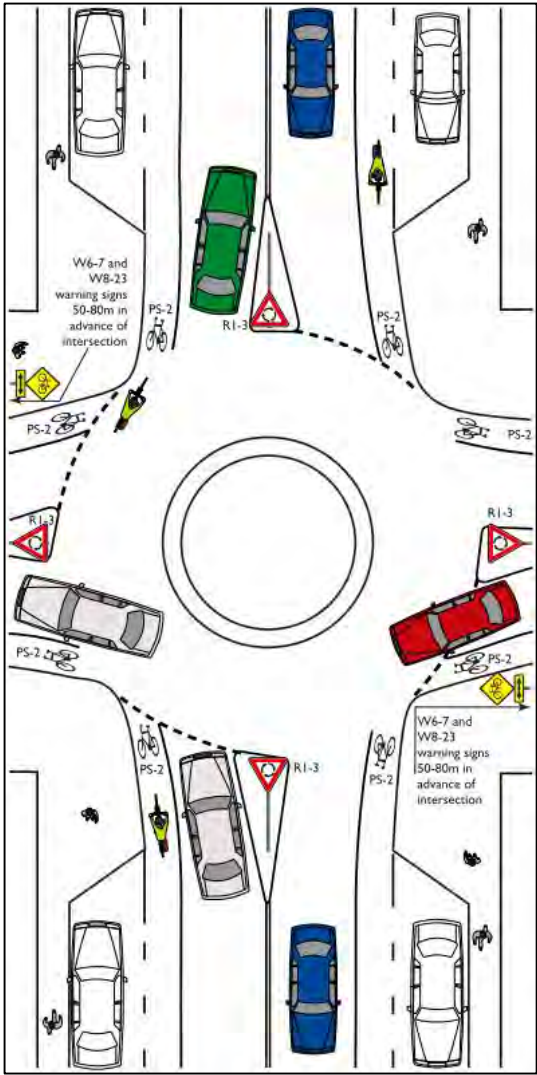 W6-7 and
W8-23
warning signs
50-80m in
advance of
intersection
PS-2
R1-3
PS-2
PS-2
PS-2
R1-3
R1-3
PS-2
PS-2
W6-7 and
W8-23
warning signs
50-80m in
advance of
intersection
PS-2
R1-3
PS-2